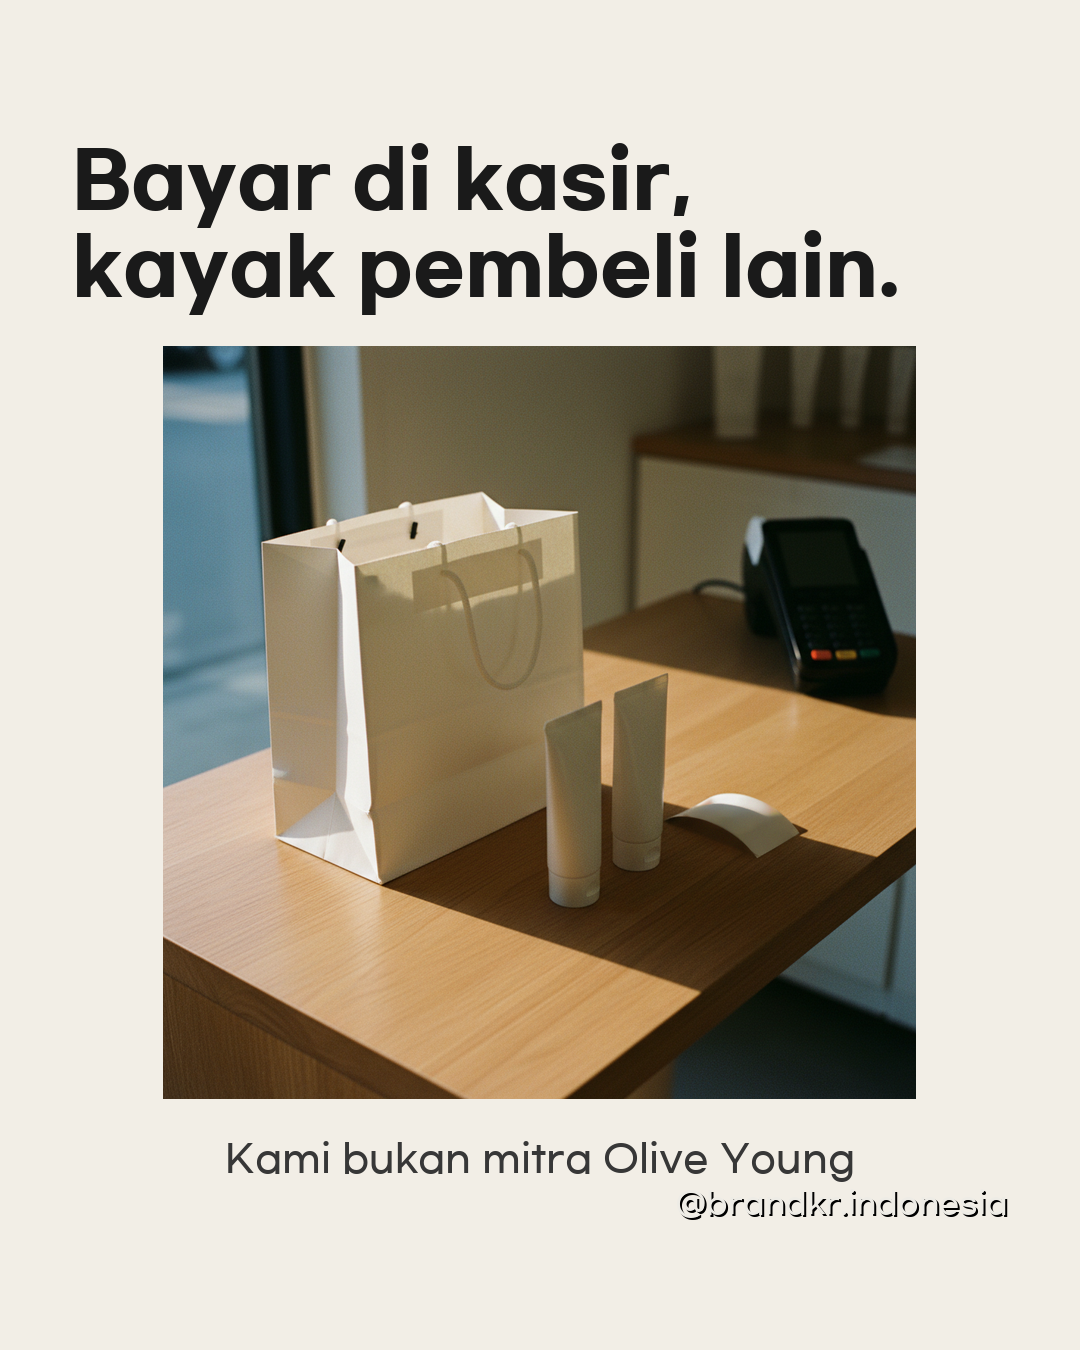 Bayar di kasir,
kayak pembeli lain.
Kami bukan mitra Olive Young
@brandkr.indonesia